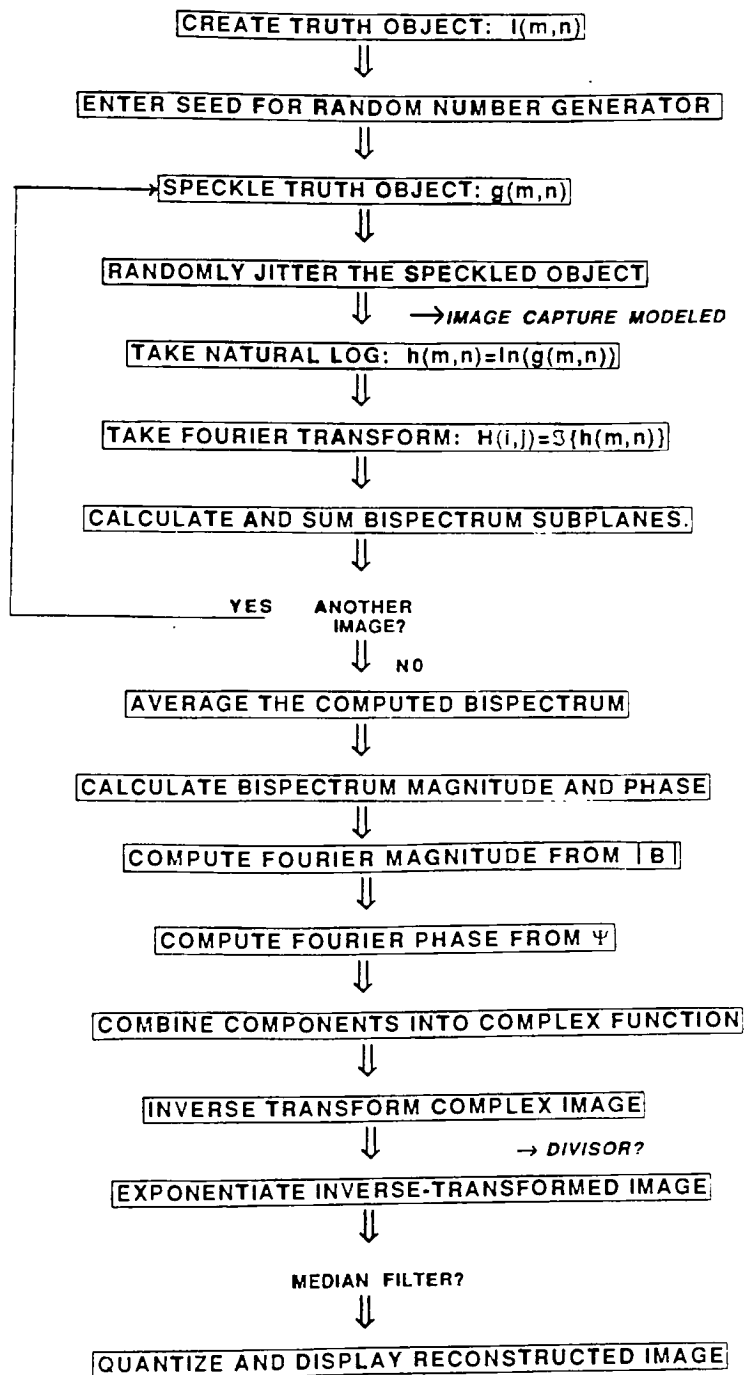 CREATE TRUTH OBJECT: I(m,n)
ENTER SEED FOR RANDOM NUMBER GENERATOR
SPECKLE TRUTH OBJECT: g(m,n)
RANDOMLY JITTER THE SPECKLED OBJECT
→IMAGE CAPTURE MODELED
TAKE NATURAL LOG: h(m,n)=ln(g(m,n))
TAKE FOURIER TRANSFORM: H(i,j)=ℑ{h(m,n)}
CALCULATE AND SUM BISPECTRUM SUBPLANES.
YES ANOTHER
IMAGE?
NO
AVERAGE THE COMPUTED BISPECTRUM
CALCULATE BISPECTRUM MAGNITUDE AND PHASE
COMPUTE FOURIER MAGNITUDE FROM |B|
COMPUTE FOURIER PHASE FROM Ψ
COMBINE COMPONENTS INTO COMPLEX FUNCTION
INVERSE TRANSFORM COMPLEX IMAGE
→ DIVISOR?
EXPONENTIATE INVERSE-TRANSFORMED IMAGE
MEDIAN FILTER?
QUANTIZE AND DISPLAY RECONSTRUCTED IMAGE